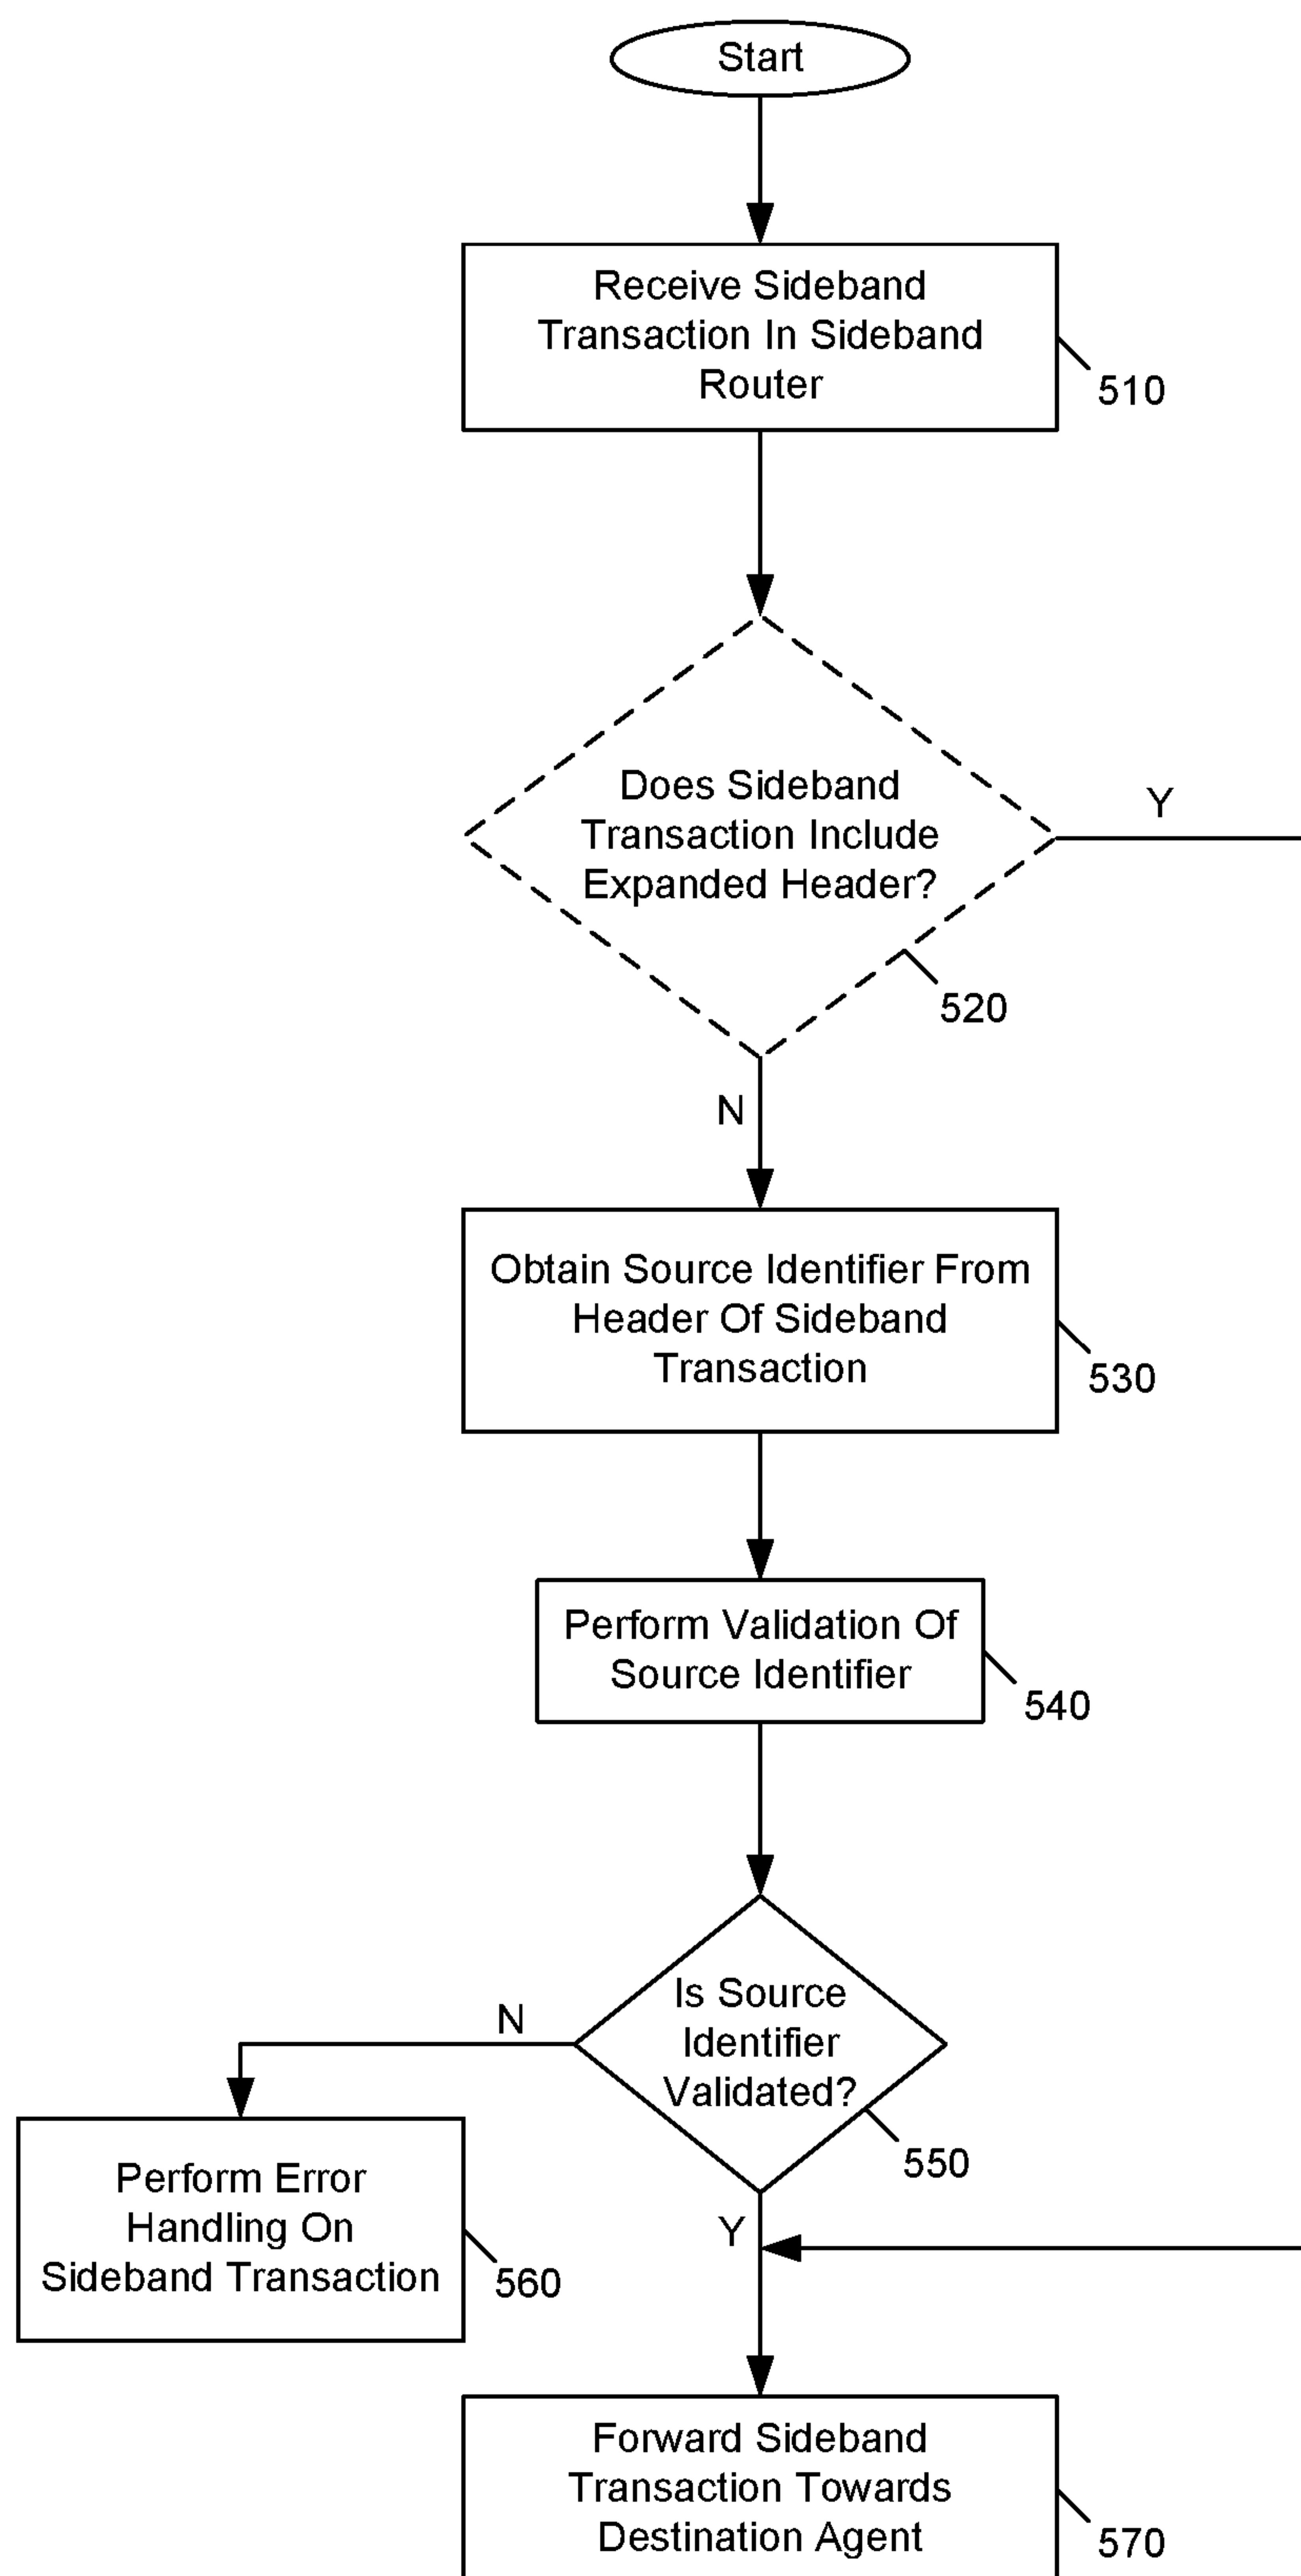 Start
Receive Sideband
Transaction In Sideband
Router
510
Does Sideband
Transaction Include
Expanded Header?
Y
520
N
Obtain Source Identifier From
Header Of Sideband
Transaction
530
Perform Validation Of
Source Identifier
540
Is Source
Identifier
Validated?
N
550
Y
Perform Error
Handling On
Sideband Transaction
560
Forward Sideband
Transaction Towards
Destination Agent
570